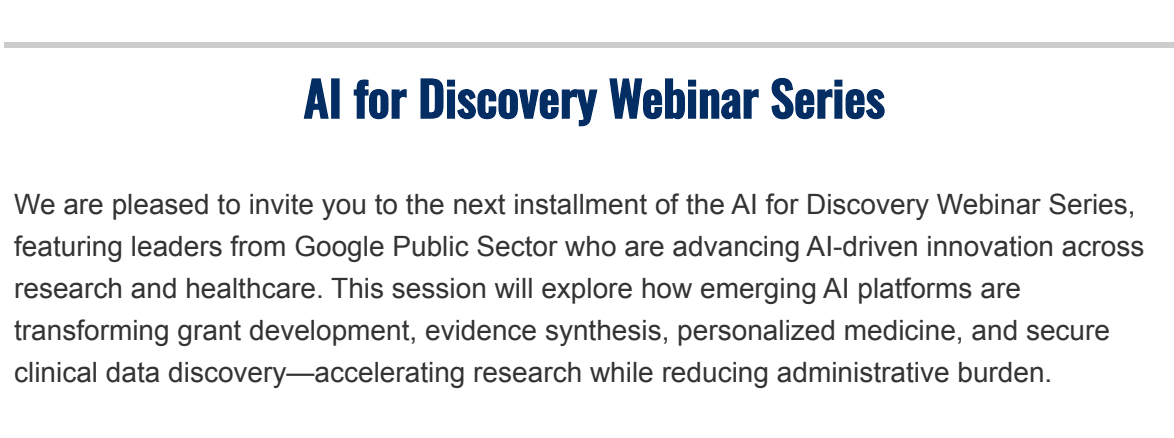 AI for Discovery Webinar Series
We are pleased to invite you to the next installment of the AI for Discovery Webinar Series,
featuring leaders from Google Public Sector who are advancing AI-driven innovation across
research and healthcare. This session will explore how emerging AI platforms are
transforming grant development, evidence synthesis, personalized medicine, and secure
clinical data discovery—accelerating research while reducing administrative burden.